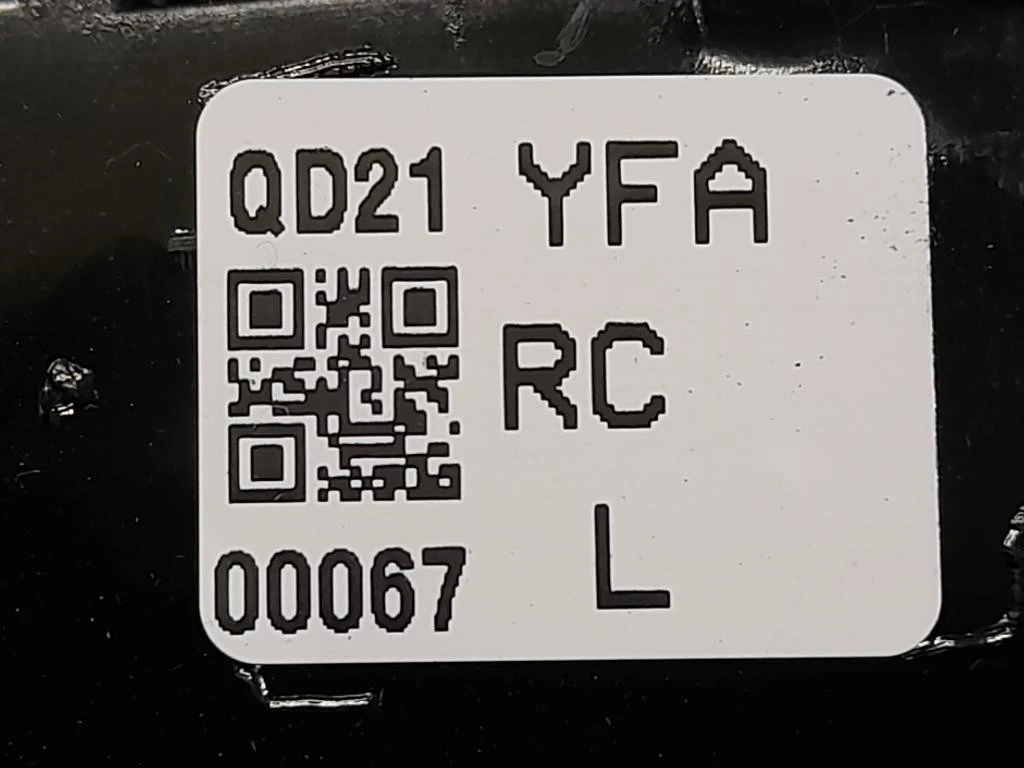 QD21 YFA
RC
00067 L